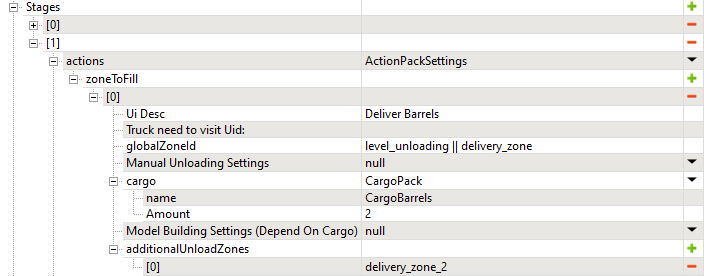 Stages
[0]
[1]
actions ActionPackSettings
zoneToFill
[0]
Ui Desc Deliver Barrels
Truck need to visit Uid:
globalZoneId level_unloading || delivery_zone
Manual Unloading Settings null
cargo CargoPack
name CargoBarrels
Amount 2
Model Building Settings (Depend On Cargo) null
additionalUnloadZones
[0] delivery_zone_2